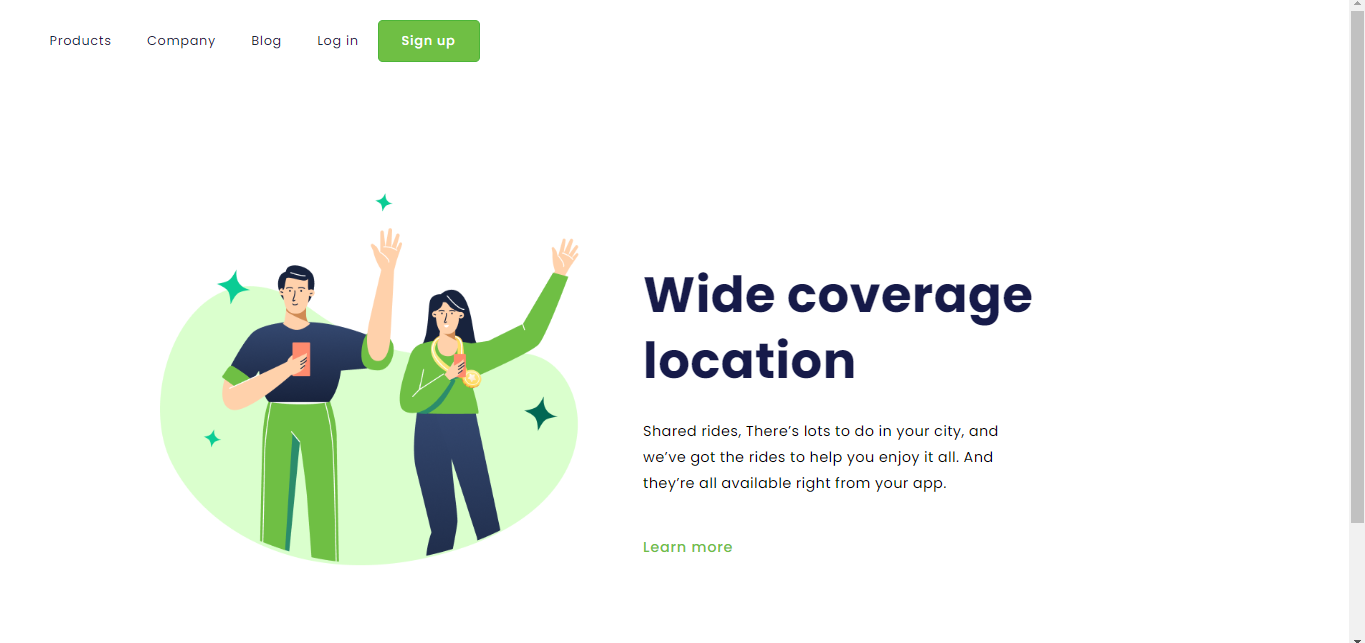 Products Company Blog Log in Sign up
Wide coverage
location
Shared rides, There’s lots to do in your city, and
we’ve got the rides to help you enjoy it all. And
they’re all available right from your app.
Learn more